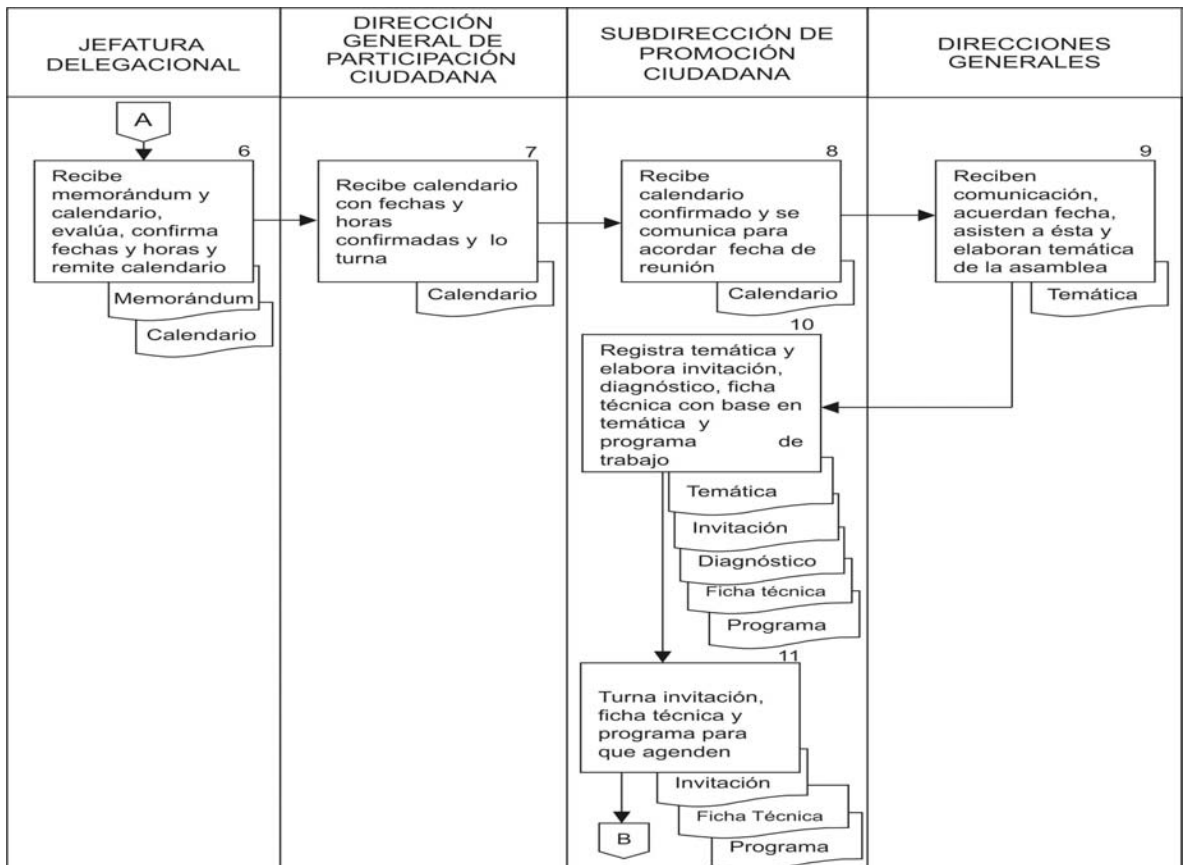 JEFATURA
DELEGACIONAL
DIRECCIÓN
GENERAL DE
PARTICIPACIÓN
CIUDADANA
SUBDIRECCIÓN DE
PROMOCIÓN
CIUDADANA
DIRECCIONES
GENERALES
A
6
Recibe
memorándum y
calendario,
evalúa, confirma
fechas y horas y
remite calendario
Memorándum
Calendario
7
Recibe calendario
con fechas y
horas
confirmadas y lo
turna
Calendario
8
Recibe
calendario
confirmado y se
comunica para
acordar fecha de
reunión
Calendario
9
Reciben
comunicación,
acuerdan fecha,
asisten a ésta y
elaboran temática
de la asamblea
Temática
10
Registra temática y
elabora invitación,
diagnóstico, ficha
técnica con base en
temática y
programa de
trabajo
Temática
Invitación
Diagnóstico
Ficha técnica
Programa
11
Turna invitación,
ficha técnica y
programa para
que agenden
Invitación
Ficha Técnica
Programa
B